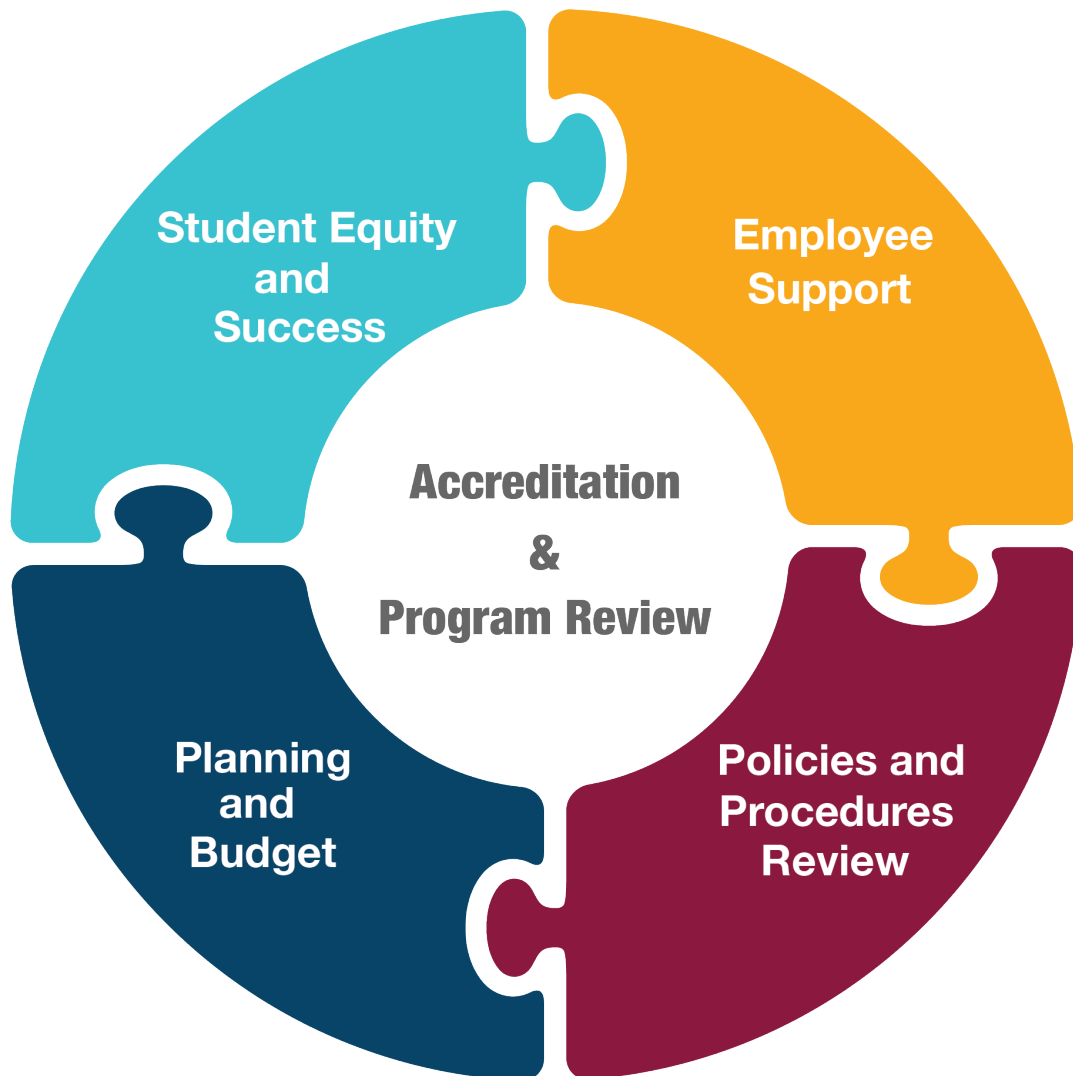 Student Equity
and
Success
Employee
Support
Accreditation
&
Program Review
Planning
and
Budget
Policies and
Procedures
Review